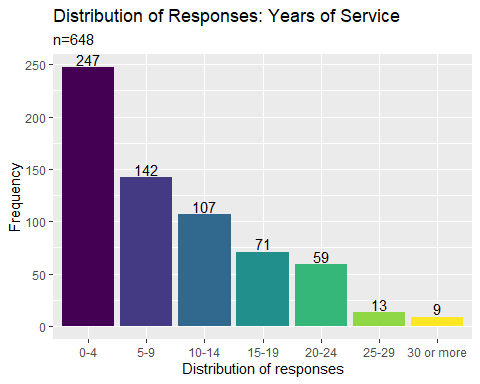 Distribution of Responses: Years of Service
n=648
Frequency
250
200
150
100
50
0
247
142
107
71
59
13
9
0-4 5-9 10-14 15-19 20-24 25-29 30 or more
Distribution of responses